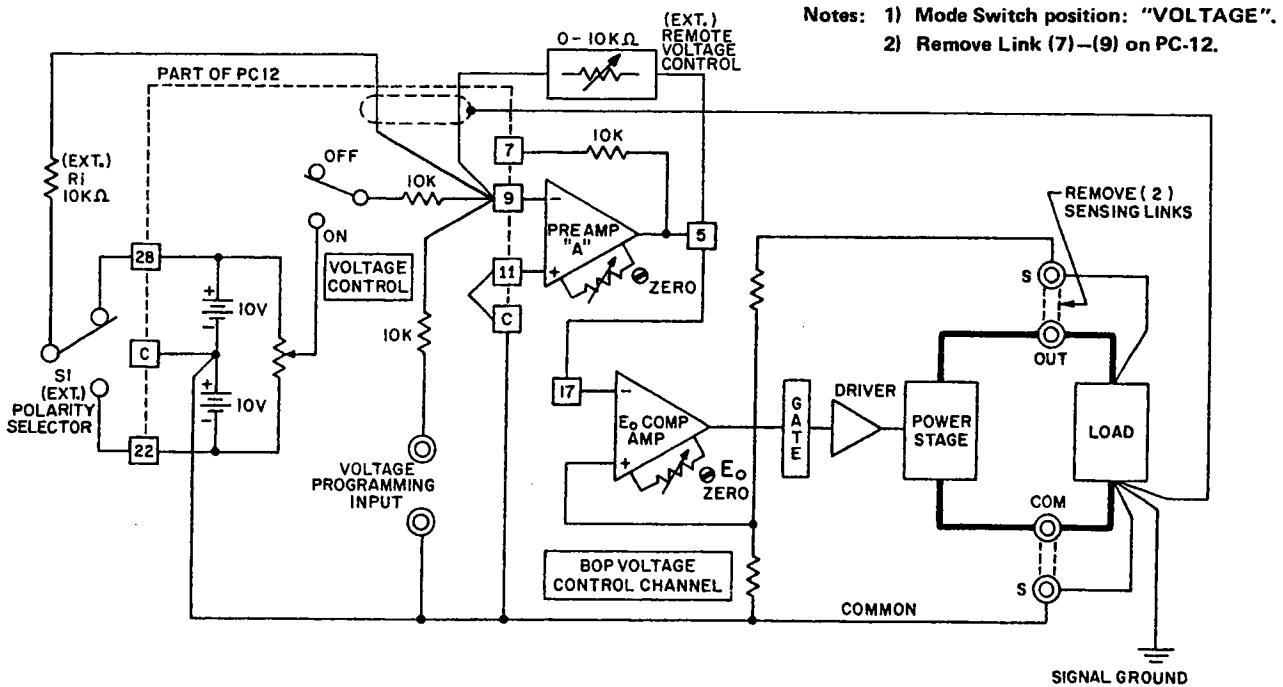 Notes: 1) Mode Switch position: "VOLTAGE".
2) Remove Link (7)–(9) on PC-12.
(EXT.)
REMOTE
VOLTAGE
CONTROL
0-10KΩ
PART OF PC12
(EXT.)
Ri
10KΩ
OFF
10K
ON
VOLTAGE
CONTROL
7
10K
9
−
PREAMP
"A"
+
ZERO
5
11
C
10K
28
+
−
10V
C
+
−
10V
22
S1
(EXT.)
POLARITY
SELECTOR
VOLTAGE
PROGRAMMING
INPUT
17
−
Eo COMP
AMP
+
Eo
ZERO
GATE
DRIVER
POWER
STAGE
REMOVE (2)
SENSING LINKS
S
OUT
LOAD
COM
S
BOP VOLTAGE
CONTROL CHANNEL
COMMON
SIGNAL GROUND